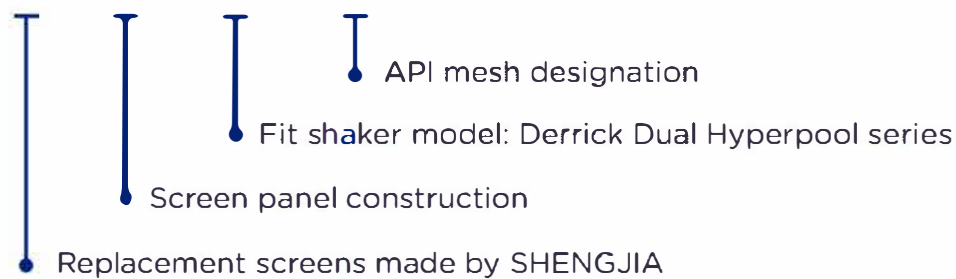 API mesh designation
Fit shaker model: Derrick Dual Hyperpool series
Screen panel construction
Replacement screens made by SHENGJIA